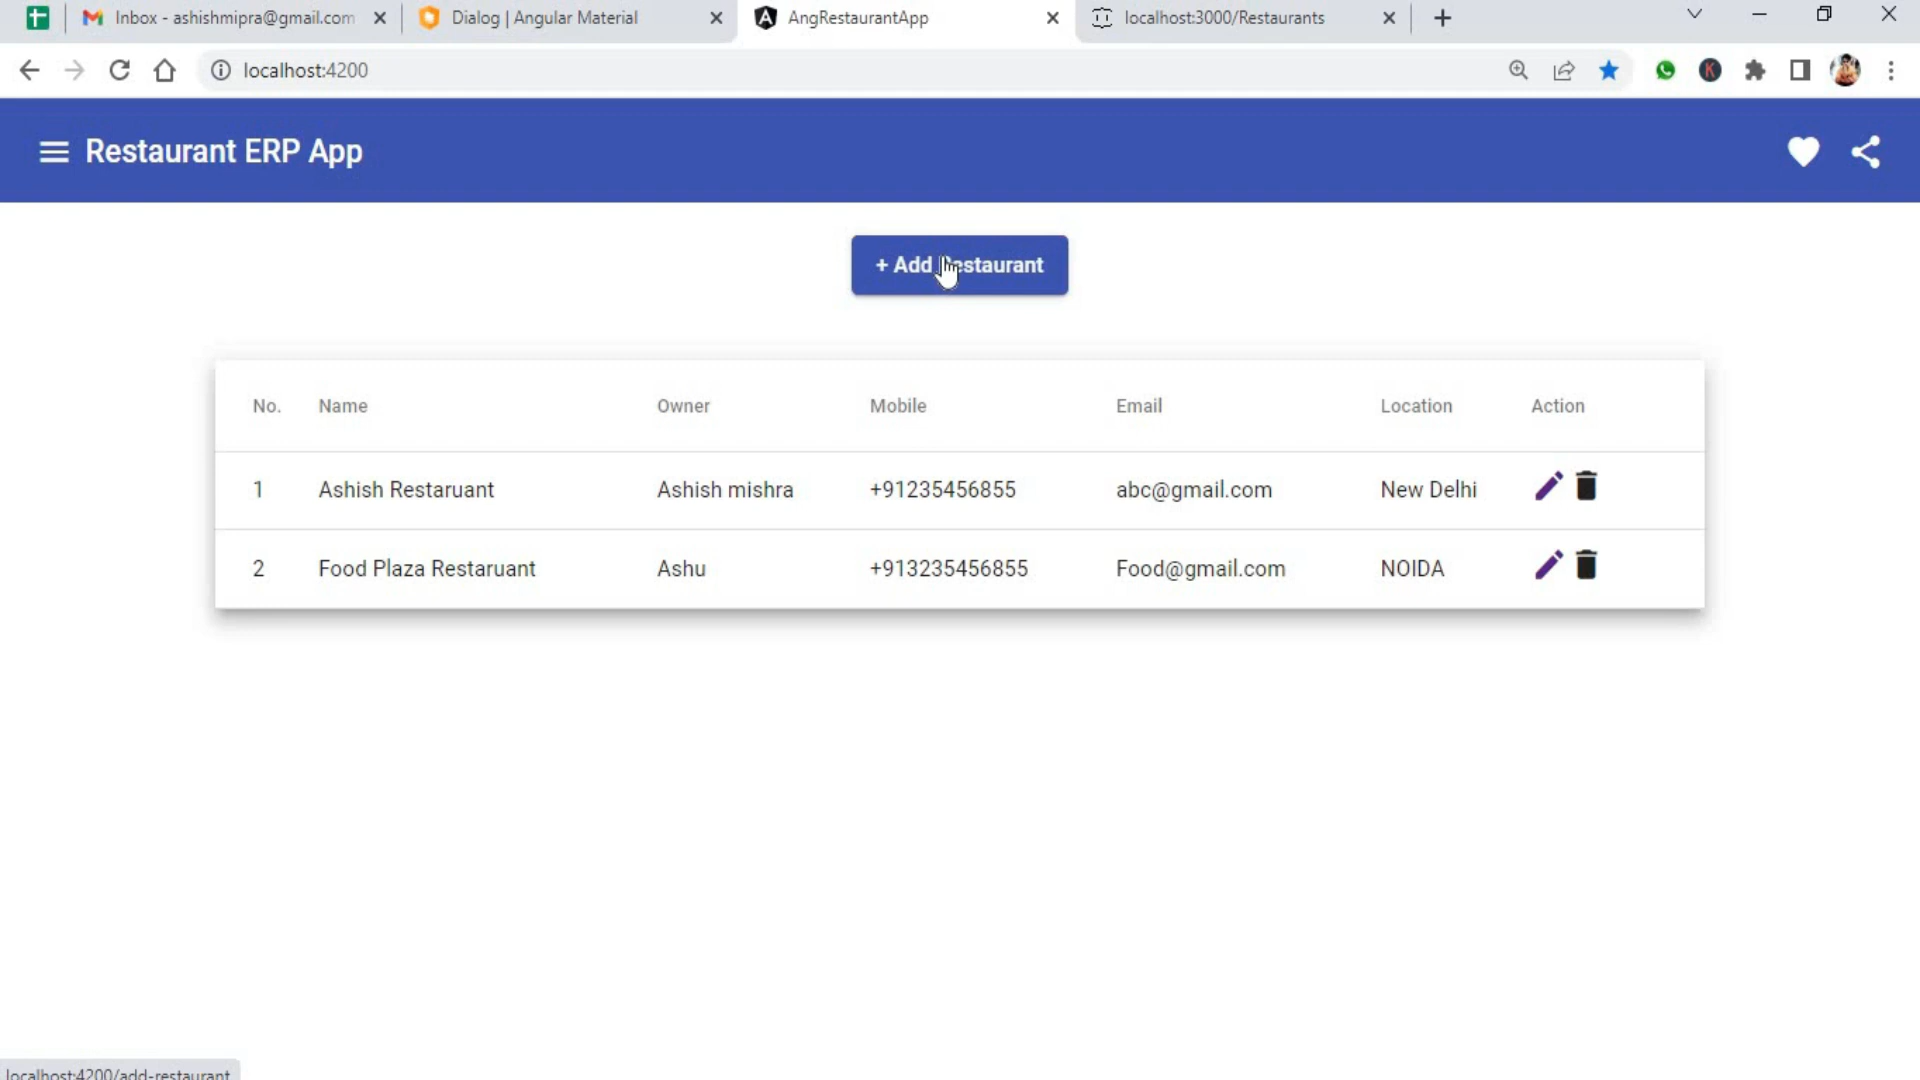 Inbox - ashishmipra@gmail.com
Dialog | Angular Material
AngRestaurantApp
localhost:3000/Restaurants
localhost:4200
Restaurant ERP App
+ Add estaurant
No. Name Owner Mobile Email Location Action
1 Ashish Restaruant Ashish mishra +91235456855 abc@gmail.com New Delhi
2 Food Plaza Restaruant Ashu +913235456855 Food@gmail.com NOIDA
localhost:4200/add-restaurant